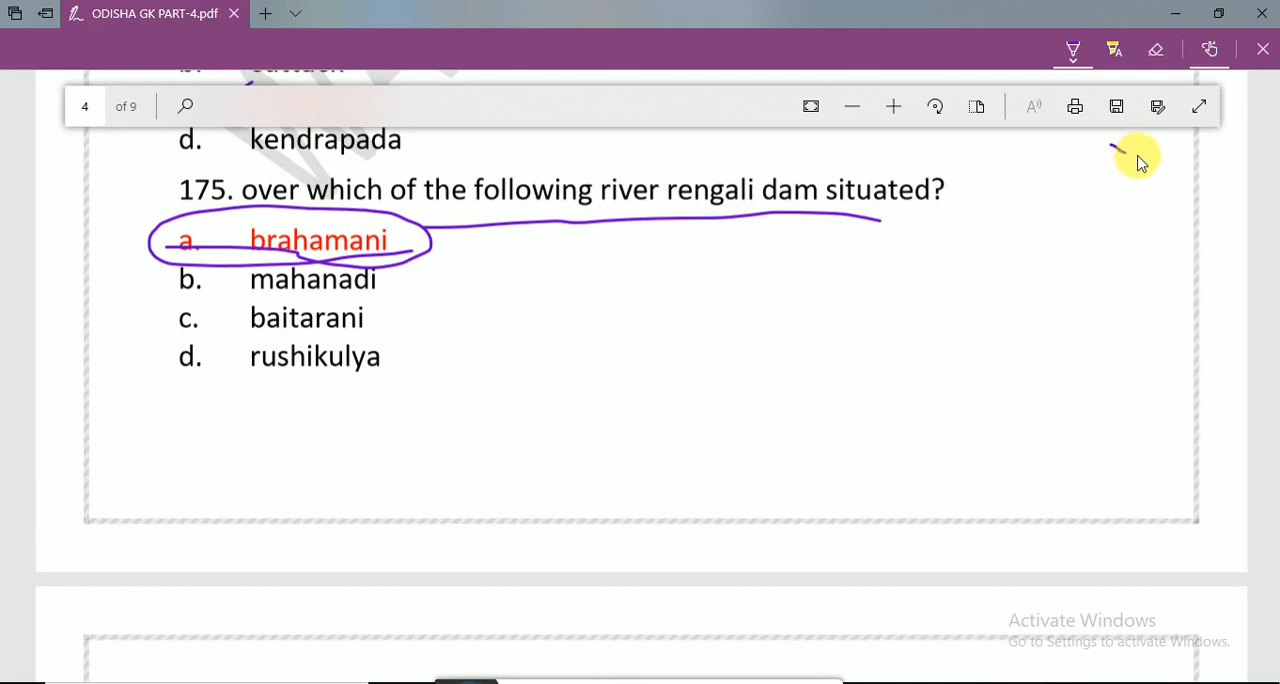 ODISHA GK PART-4.pdf
4 of 9
d. kendrapada
175. over which of the following river rengali dam situated?
a. brahamani
b. mahanadi
c. baitarani
d. rushikulya
Activate Windows
Go to Settings to activate Windows.